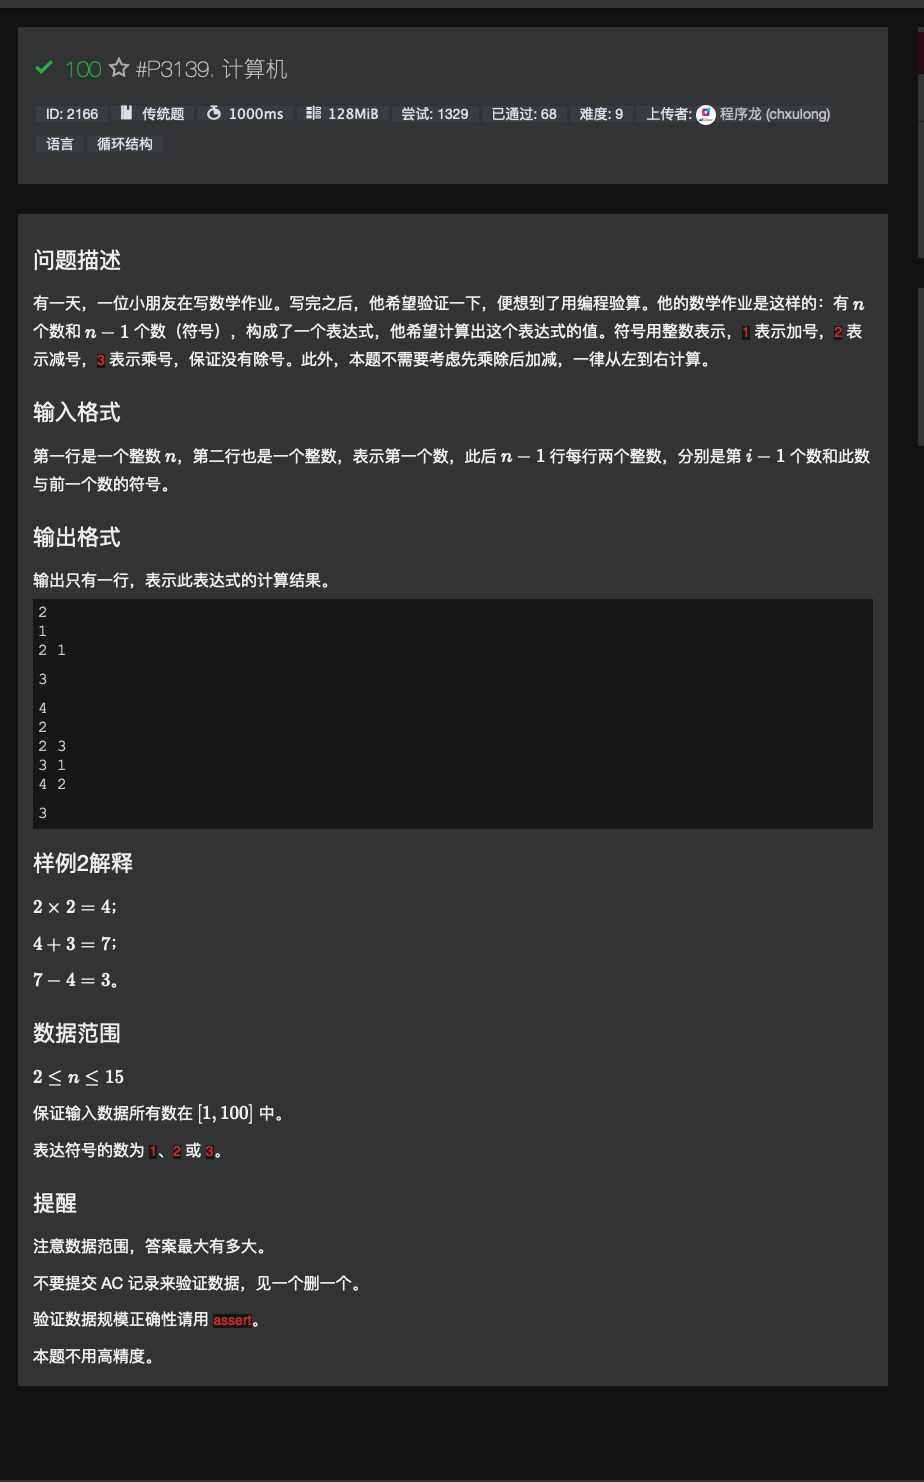 100 ☆ #P3139. 计算机
ID: 2166 传统题 1000ms 128MiB 尝试: 1329 已通过: 68 难度: 9 上传者: 程序龙 (chxulong)
语言 循环结构
问题描述
有一天，一位小朋友在写数学作业。写完之后，他希望验证一下，便想到了用编程验算。他的数学作业是这样的：有 n
个数和 n − 1 个数（符号），构成了一个表达式，他希望计算出这个表达式的值。符号用整数表示，1 表示加号，2 表
示减号，3 表示乘号，保证没有除号。此外，本题不需要考虑先乘除后加减，一律从左到右计算。
输入格式
第一行是一个整数 n，第二行也是一个整数，表示第一个数，此后 n − 1 行每行两个整数，分别是第 i − 1 个数和此数
与前一个数的符号。
输出格式
输出只有一行，表示此表达式的计算结果。
2
1
2 1
3
4
2
2 3
3 1
4 2
3
样例2解释
2 × 2 = 4；
4 + 3 = 7；
7 − 4 = 3。
数据范围
2 ≤ n ≤ 15
保证输入数据所有数在 [1, 100] 中。
表达符号的数为 1、2 或 3。
提醒
注意数据范围，答案最大有多大。
不要提交 AC 记录来验证数据，见一个删一个。
验证数据规模正确性请用 assert。
本题不用高精度。